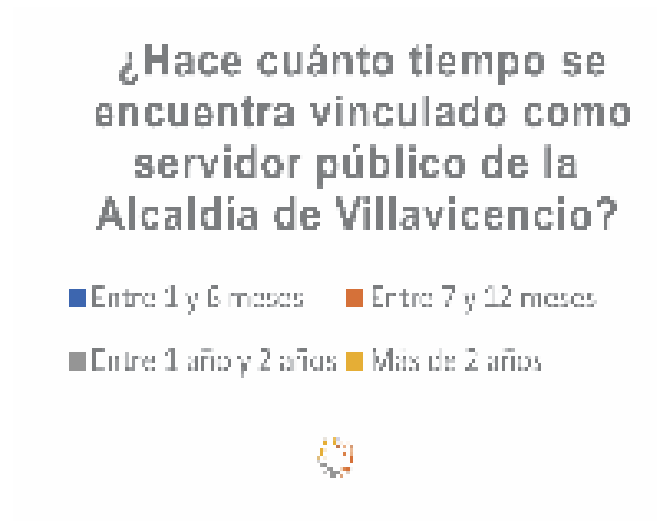 ¿Hace cuánto tiempo se
encuentra vinculado como
servidor público de la
Alcaldía de Villavicencio?
Entre 1 y 6 meses Entre 7 y 12 meses
Entre 1 año y 2 años Más de 2 años